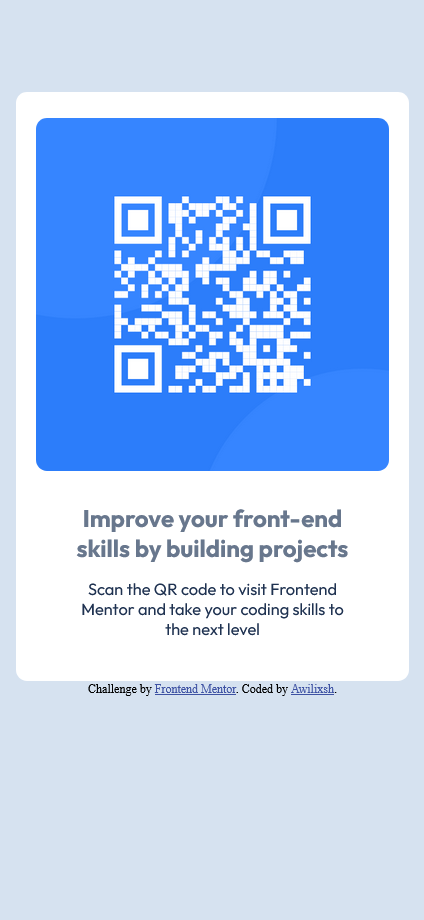 Improve your front-end
skills by building projects
Scan the QR code to visit Frontend
Mentor and take your coding skills to
the next level
Challenge by Frontend Mentor. Coded by Awilixsh.